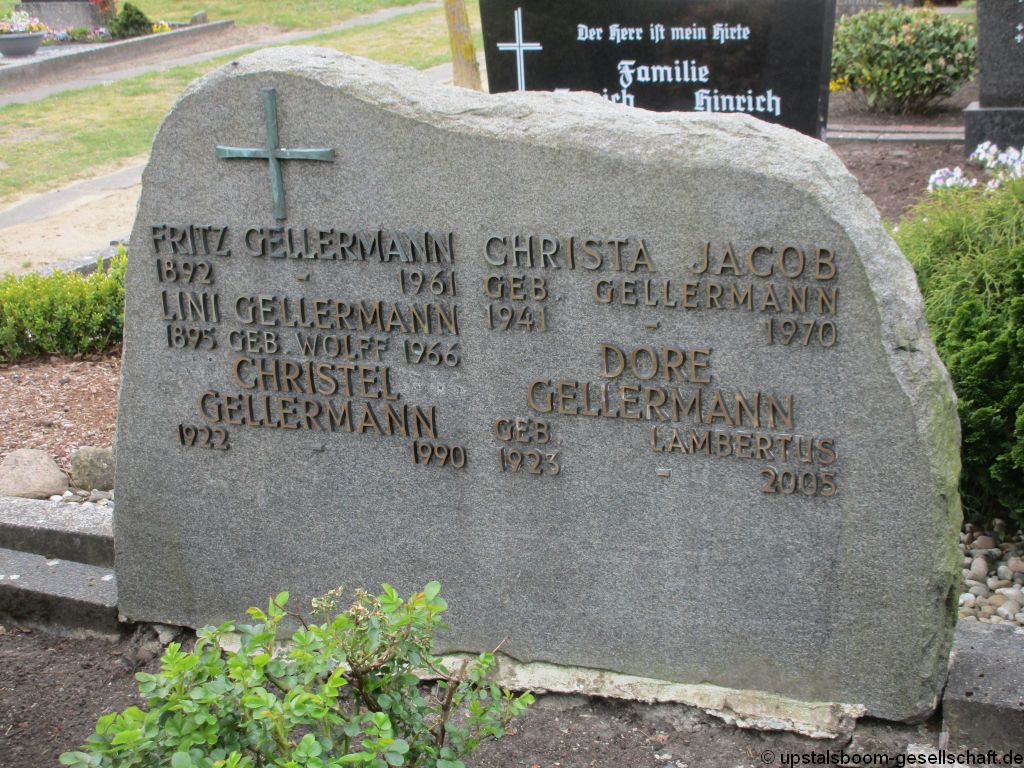 Der Herr ist mein Hirte
Familie
Hinrich
FRITZ GELLERMANN
1892 - 1961
LINI GELLERMANN
1895 GEB. WOLFF 1966
CHRISTEL
GELLERMANN
1922 - 1990
CHRISTA JACOB
GEB. GELLERMANN
1941 - 1970
DORE
GELLERMANN
GEB. LAMBERTUS
1923 - 2005
© upstalsboom-gesellschaft.de